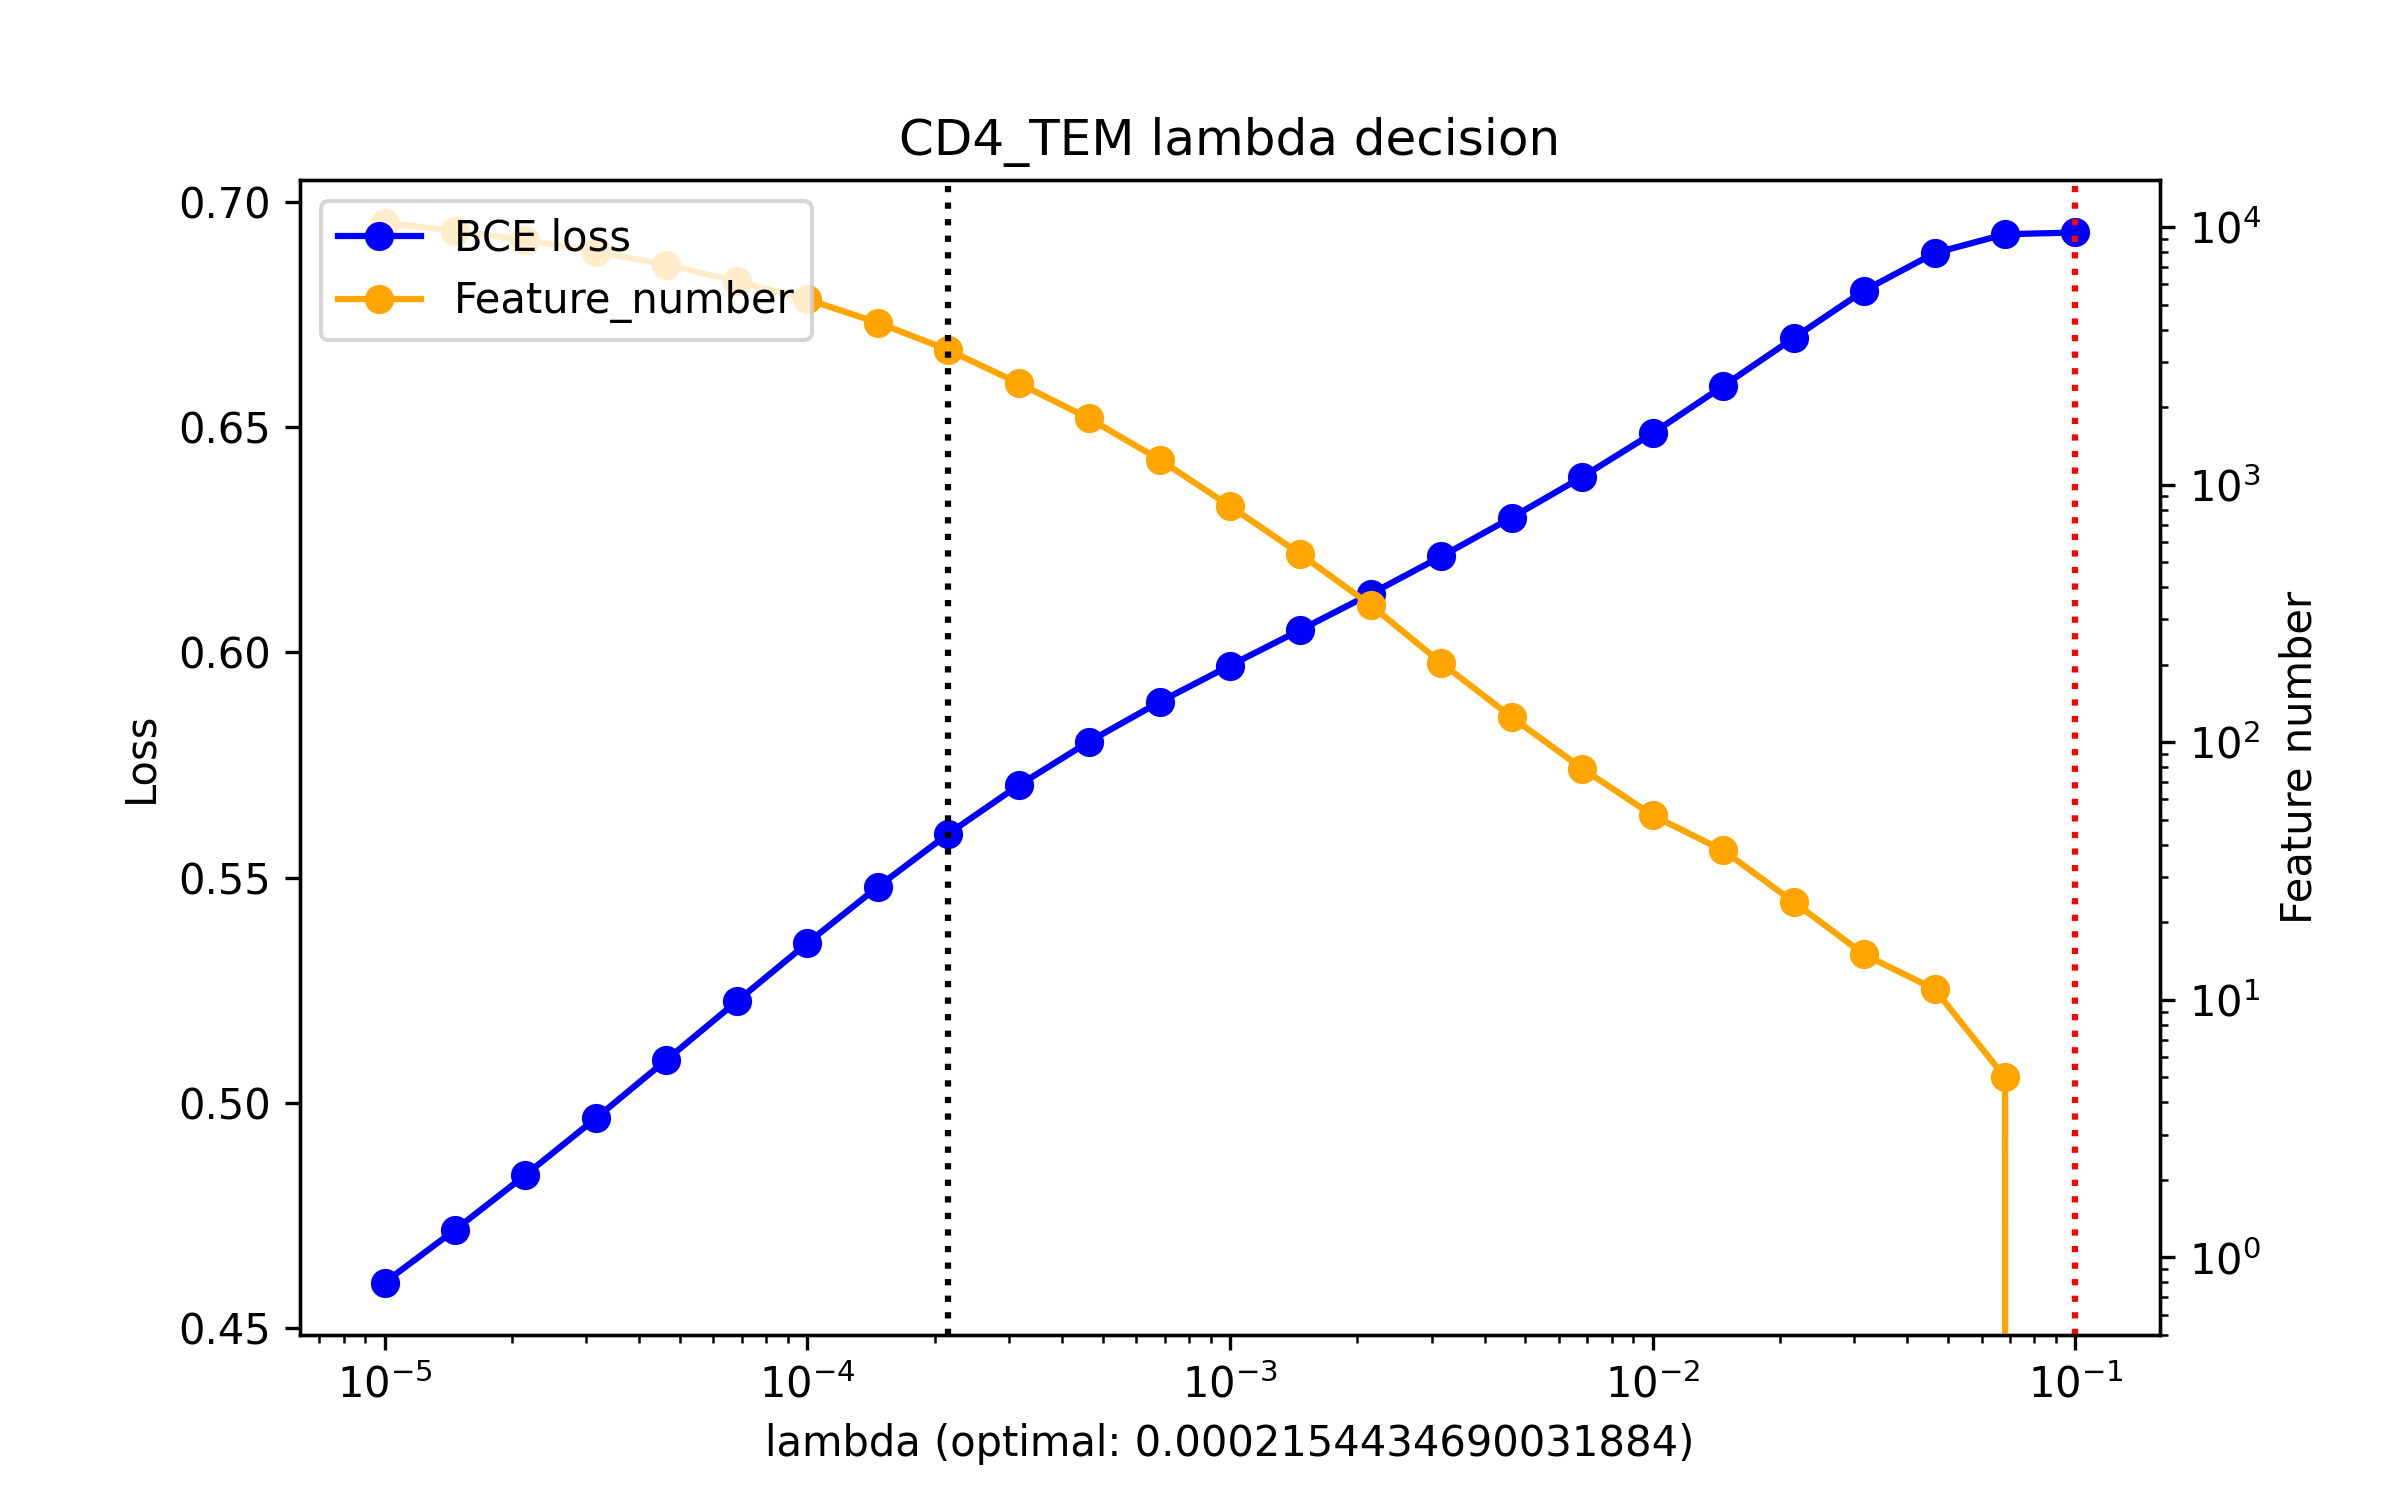 CD4_TEM lambda decision
BCE loss
Feature_number
Loss
0.70
0.65
0.60
0.55
0.50
0.45
10⁴
10³
10²
10¹
10⁰
Feature number
10⁻⁵
10⁻⁴
10⁻³
10⁻²
10⁻¹
lambda (optimal: 0.0002154434690031884)